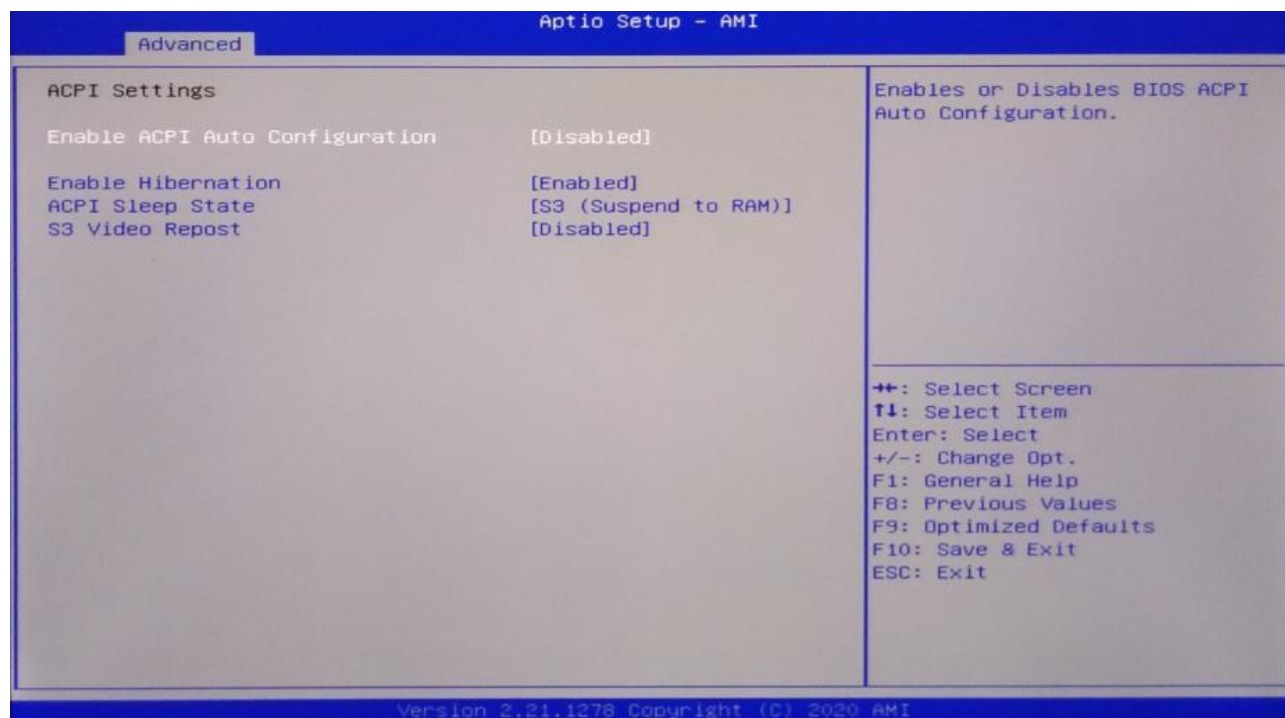 Aptio Setup - AMI
Advanced
ACPI Settings
Enable ACPI Auto Configuration [Disabled]
Enable Hibernation [Enabled]
ACPI Sleep State [S3 (Suspend to RAM)]
S3 Video Repost [Disabled]
Enables or Disables BIOS ACPI
Auto Configuration.
→←: Select Screen
↑↓: Select Item
Enter: Select
+/-: Change Opt.
F1: General Help
F8: Previous Values
F9: Optimized Defaults
F10: Save & Exit
ESC: Exit
Version 2.21.1278 Copyright (C) 2020 AMI